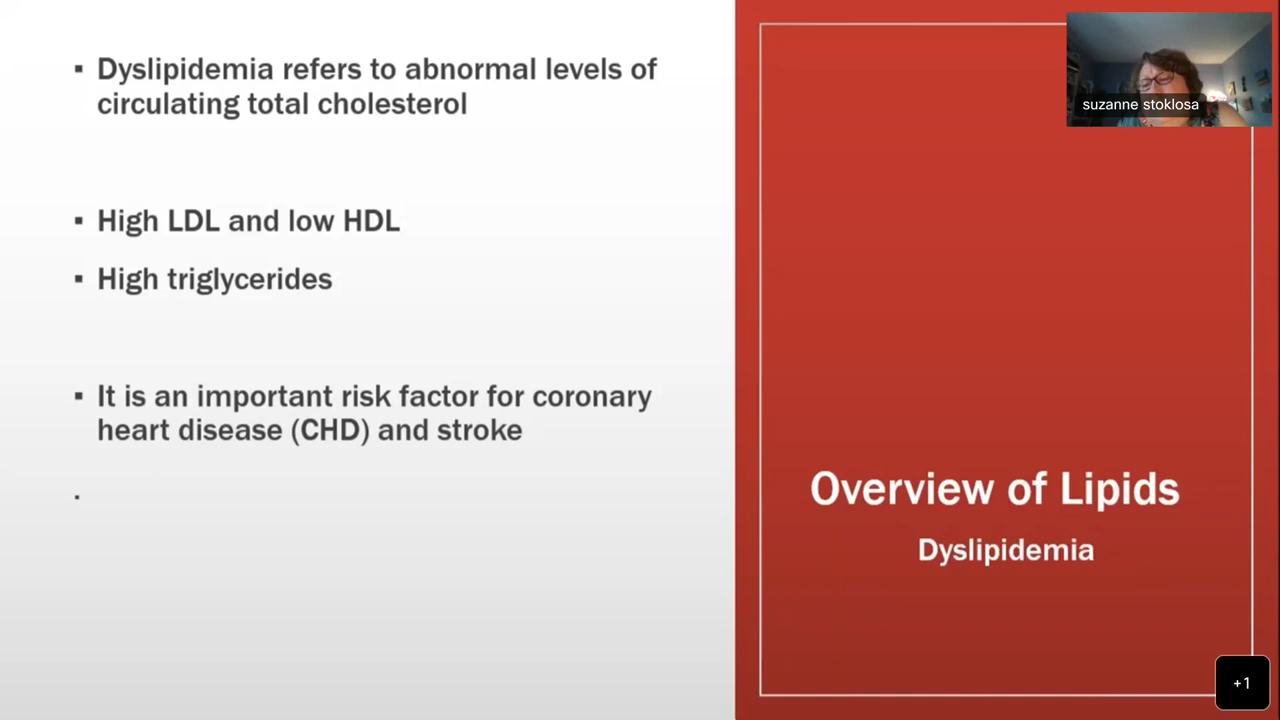 ▪ Dyslipidemia refers to abnormal levels of
circulating total cholesterol
▪ High LDL and low HDL
▪ High triglycerides
▪ It is an important risk factor for coronary
heart disease (CHD) and stroke
▪
Overview of Lipids
Dyslipidemia
suzanne stoklosa
+1